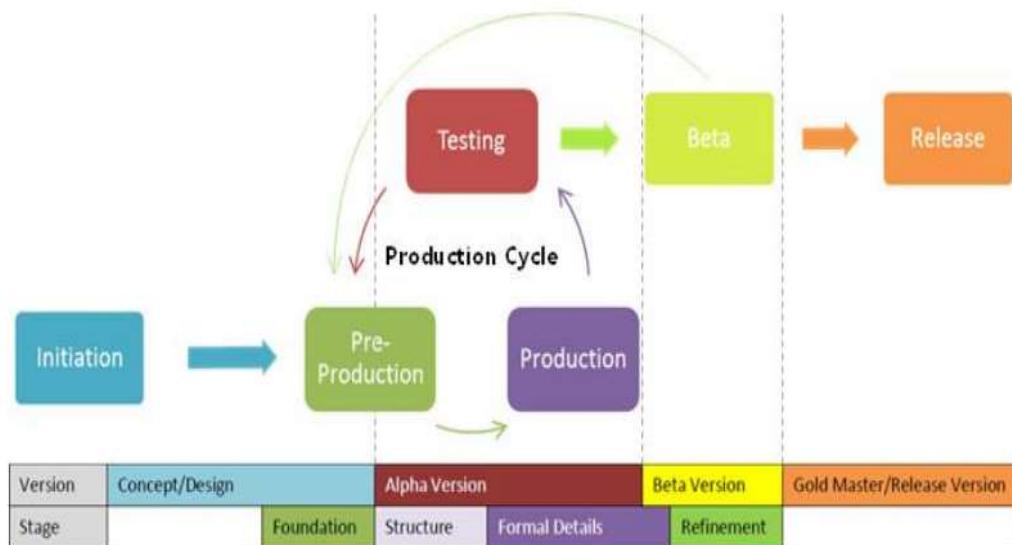 Testing
Beta
Release
Production Cycle
Initiation
Pre-
Production
Production
Version Concept/Design Alpha Version Beta Version Gold Master/Release Version
Stage Foundation Structure Formal Details Refinement